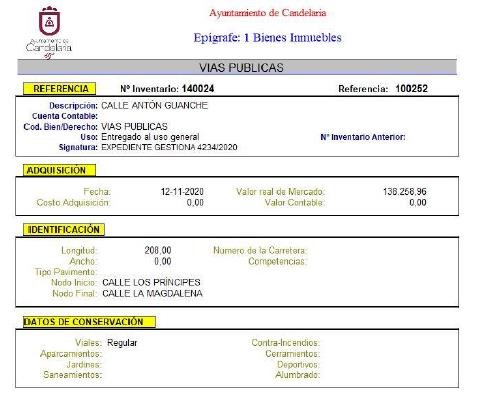 Ayuntamiento de
Candelaria
Ayuntamiento de Candelaria
Epígrafe: 1 Bienes Inmuebles
VIAS PUBLICAS
REFERENCIA Nº Inventario: 140024 Referencia: 100252
Descripción: CALLE ANTÓN GUANCHE
Cuenta Contable:
Cod. Bien/Derecho: VIAS PUBLICAS
Uso: Entregado al uso general Nº Inventario Anterior:
Signatura: EXPEDIENTE GESTIONA 4234/2020
ADQUISICIÓN
Fecha: 12-11-2020 Valor real de Mercado: 138.258,96
Costo Adquisición: 0,00 Valor Contable: 0,00
IDENTIFICACIÓN
Longitud: 208,00 Numero de la Carretera:
Ancho: 0,00 Competencias:
Tipo Pavimento:
Nodo Inicio: CALLE LOS PRÍNCIPES
Nodo Final: CALLE LA MAGDALENA
DATOS DE CONSERVACIÓN
Viales: Regular Contra-Incendios:
Aparcamientos: Cerramientos:
Jardines: Deportivos:
Saneamientos: Alumbrado: